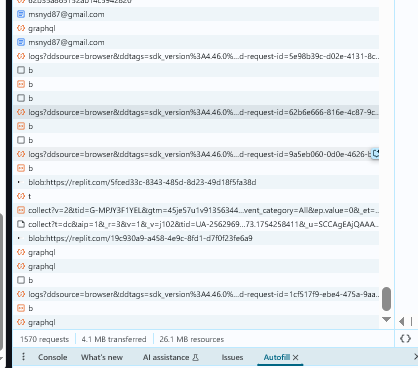 msnyd87@gmail.com
graphql
msnyd87@gmail.com
logs?ddsource=browser&ddtags=sdk_version%3A4.46.0%...d-request-id=5e98b39c-d02e-4131-8c...
b
b
b
logs?ddsource=browser&ddtags=sdk_version%3A4.46.0%...d-request-id=62b6e666-816e-4c87-9c...
b
b
logs?ddsource=browser&ddtags=sdk_version%3A4.46.0%...d-request-id=9a5eb060-0d0e-4626-b
b
blob:https://replit.com/5fced33c-8343-485d-8d23-49d18f5fa38d
t
collect?v=2&tid=G-MPJY3F1YEL&gtm=45je57u1v91356344...vent_category=All&ep.value=0&_et=...
collect?t=dc&aip=1&_r=3&v=1&_v=j102&tid=UA-2562969...73.1754258411&_u=SCCAgEAjQAAA...
blob:https://replit.com/19c930a9-a458-4e9c-8fd1-d7f0f23fe6a9
graphql
graphql
b
logs?ddsource=browser&ddtags=sdk_version%3A4.46.0%...d-request-id=1cf517f9-ebe4-475a-9aa...
b
graphql
1570 requests 4.1 MB transferred 26.1 MB resources
Console What's new AI assistance Issues Autofill